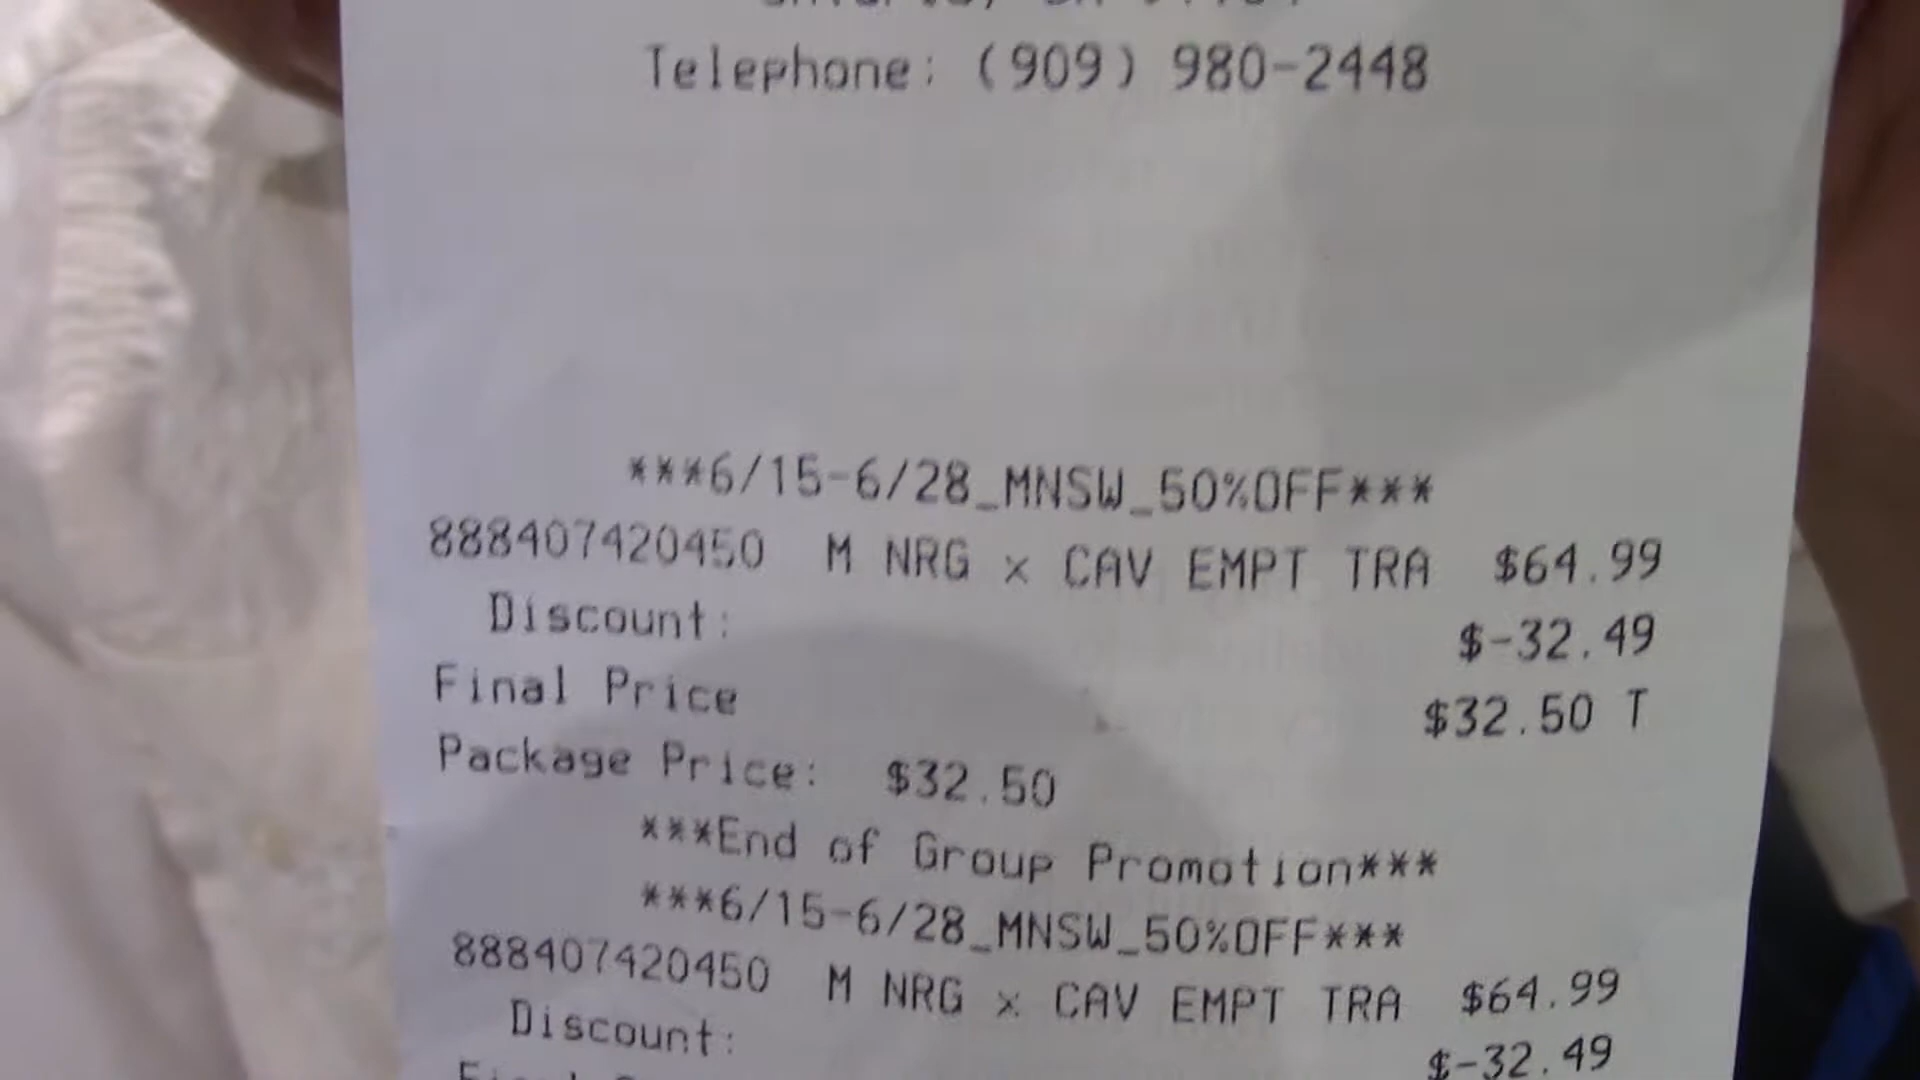 Telephone: (909) 980-2448
***6/15-6/28_MNSW_50%OFF***
888407420450 M NRG x CAV EMPT TRA $64.99
Discount: $-32.49
Final Price $32.50 T
Package Price: $32.50
***End of Group Promotion***
***6/15-6/28_MNSW_50%OFF***
888407420450 M NRG x CAV EMPT TRA $64.99
Discount: $-32.49